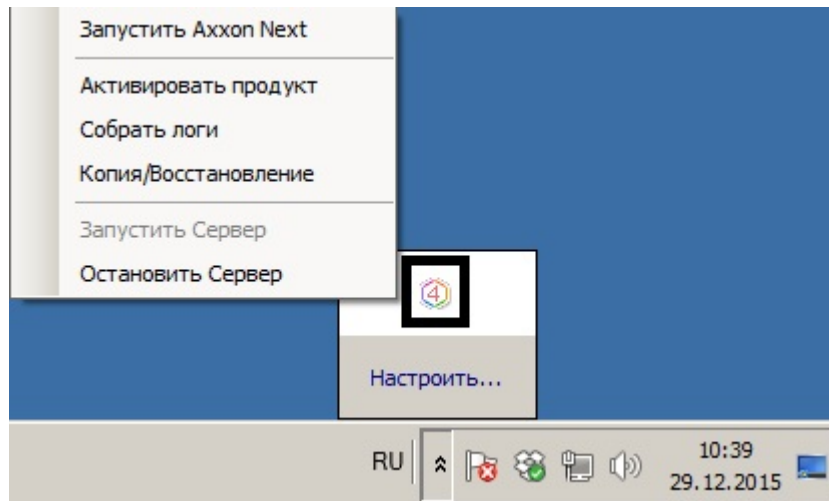 Запустить Axxon Next
Активировать продукт
Собрать логи
Копия/Восстановление
Запустить Сервер
Остановить Сервер
4
Настроить...
RU
10:39
29.12.2015